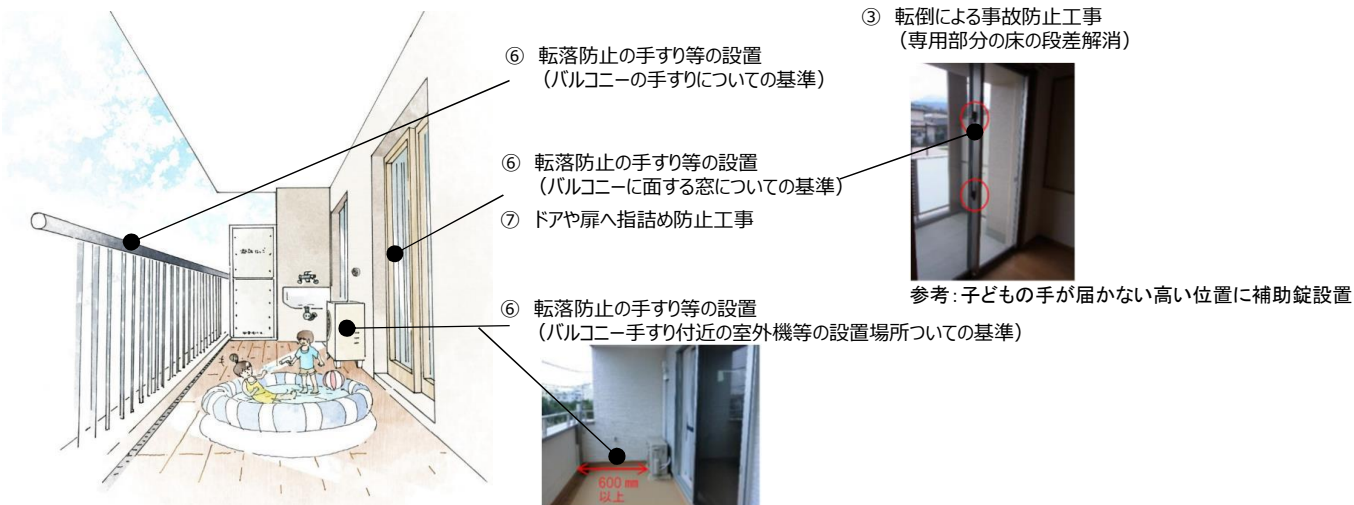 ③ 転倒による事故防止工事
（専用部分の床の段差解消）
⑥ 転落防止の手すり等の設置
（バルコニーの手すりについての基準）
⑥ 転落防止の手すり等の設置
（バルコニーに面する窓についての基準）
⑦ ドアや扉へ指詰め防止工事
参考：子どもの手が届かない高い位置に補助錠設置
⑥ 転落防止の手すり等の設置
（バルコニー手すり付近の室外機等の設置場所ついての基準）
600 mm
以上